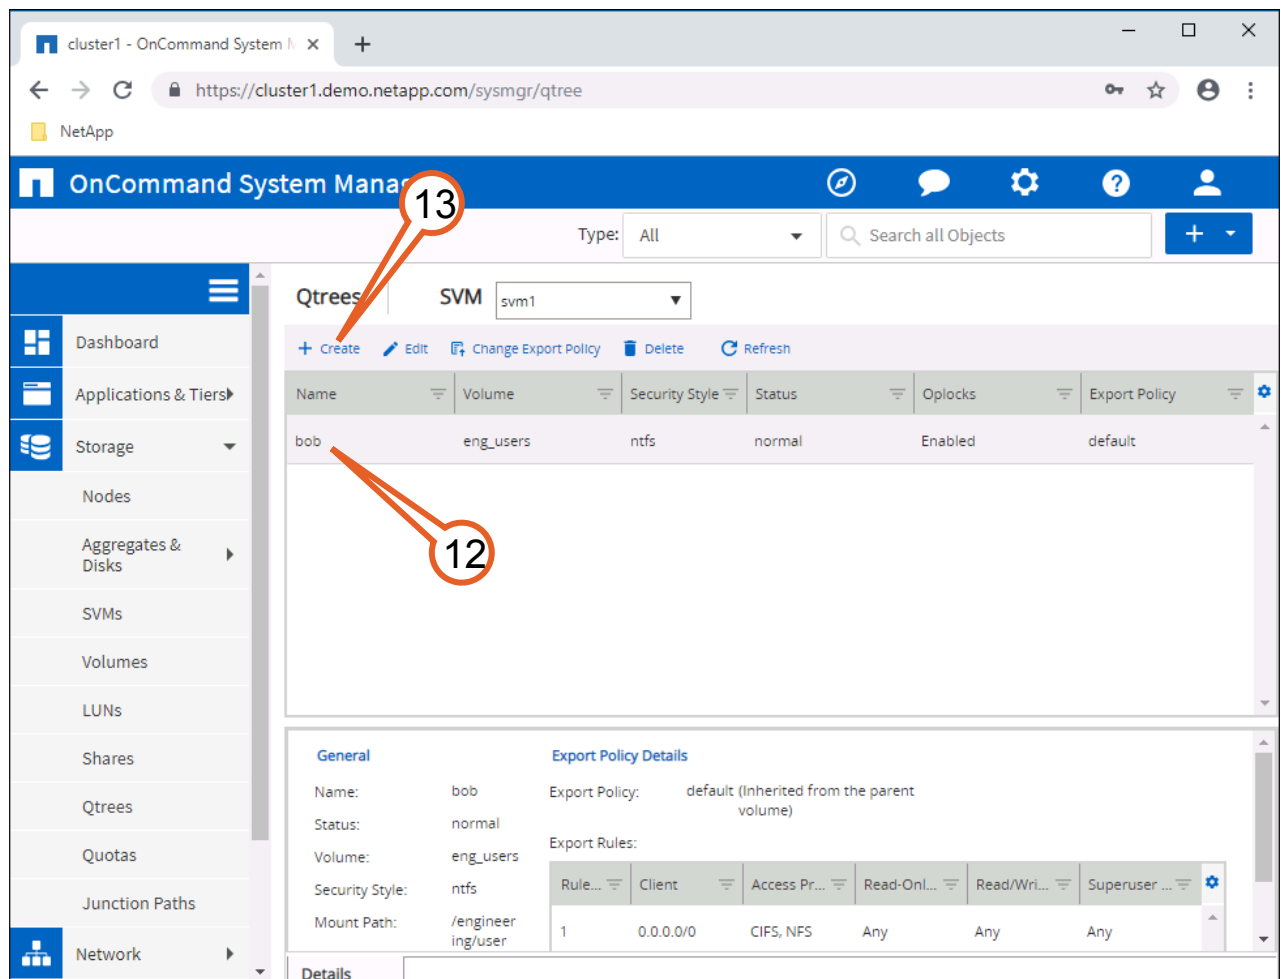 cluster1 - OnCommand System M
https://cluster1.demo.netapp.com/sysmgr/qtree
NetApp
OnCommand System Mana
13
Type: All Search all Objects
Qtrees SVM svm1
Dashboard
Applications & Tiers
Storage
Nodes
Aggregates &
Disks
SVMs
Volumes
LUNs
Shares
Qtrees
Quotas
Junction Paths
Network
+ Create Edit Change Export Policy Delete Refresh
Name Volume Security Style Status Oplocks Export Policy
bob eng_users ntfs normal Enabled default
12
General
Name: bob
Status: normal
Volume: eng_users
Security Style: ntfs
Mount Path: /engineer
ing/user
Export Policy Details
Export Policy: default (Inherited from the parent
volume)
Export Rules:
Rule... Client Access Pr... Read-Onl... Read/Wri... Superuser ...
1 0.0.0.0/0 CIFS, NFS Any Any Any
Details